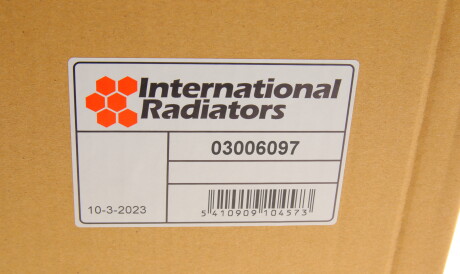 International
Radiators
03006097
10-3-2023
5 410909 104573